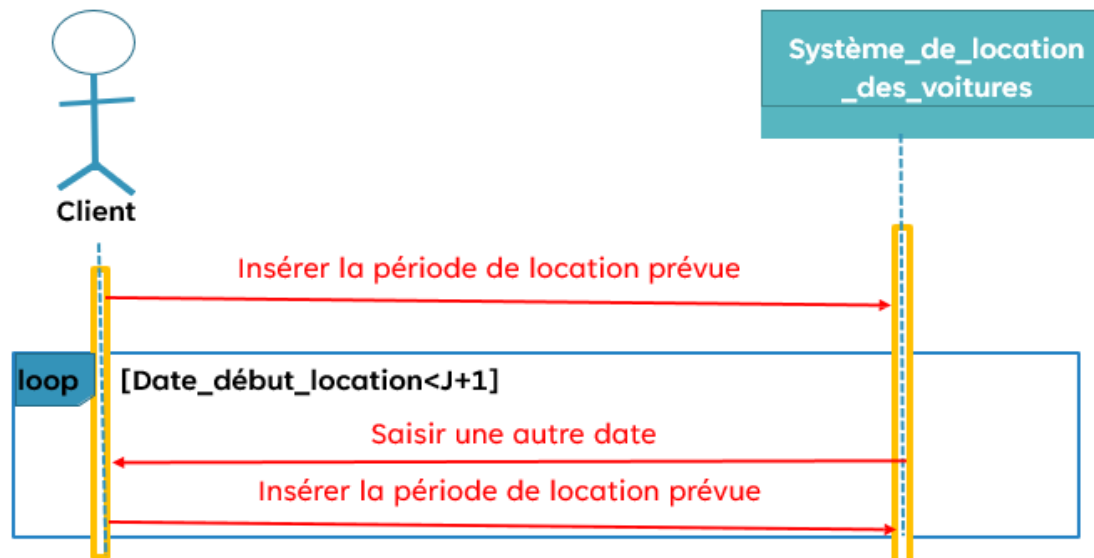 Système_de_location
_des_voitures
Client
Insérer la période de location prévue
loop
[Date_début_location<J+1]
Saisir une autre date
Insérer la période de location prévue